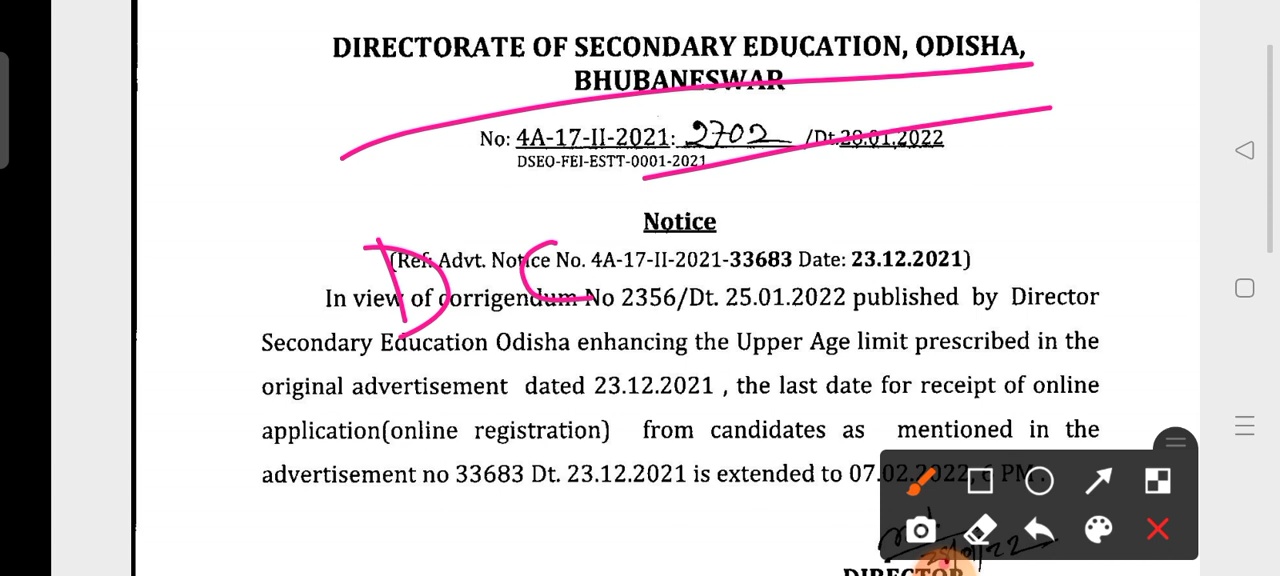 DIRECTORATE OF SECONDARY EDUCATION, ODISHA,
BHUBANESWAR
No: 4A-17-II-2021: 2702 /Dt.28.01.2022
DSEO-FEI-ESTT-0001-2021
Notice
(Ref: Advt. Notice No. 4A-17-II-2021-33683 Date: 23.12.2021)
D C
In view of corrigendum No 2356/Dt. 25.01.2022 published by Director
Secondary Education Odisha enhancing the Upper Age limit prescribed in the
original advertisement dated 23.12.2021 , the last date for receipt of online
application(online registration) from candidates as mentioned in the
advertisement no 33683 Dt. 23.12.2021 is extended to 07.02.2022, 6 PM .
DIRECTOR